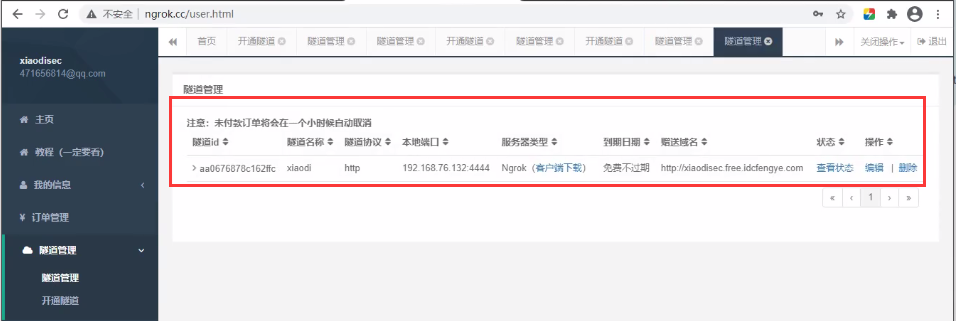 不安全 ngrok.cc/user.html
xiaodisec
471656814@qq.com
首页 开通隧道 隧道管理 隧道管理 开通隧道 隧道管理 开通隧道 隧道管理 隧道管理 关闭操作 退出
主页
教程（一定要看）
我的信息
¥ 订单管理
隧道管理
隧道管理
开通隧道
隧道管理
注意：未付款订单将会在一个小时候自动取消
隧道id 隧道名称 隧道协议 本地端口 服务器类型 到期日期 赠送域名 状态 操作
aa0676878c162ffc xiaodi http 192.168.76.132:4444 Ngrok（客户端下载） 免费不过期 http://xiaodisec.free.idcfengye.com 查看状态 编辑 | 删除
« ‹ 1 › »